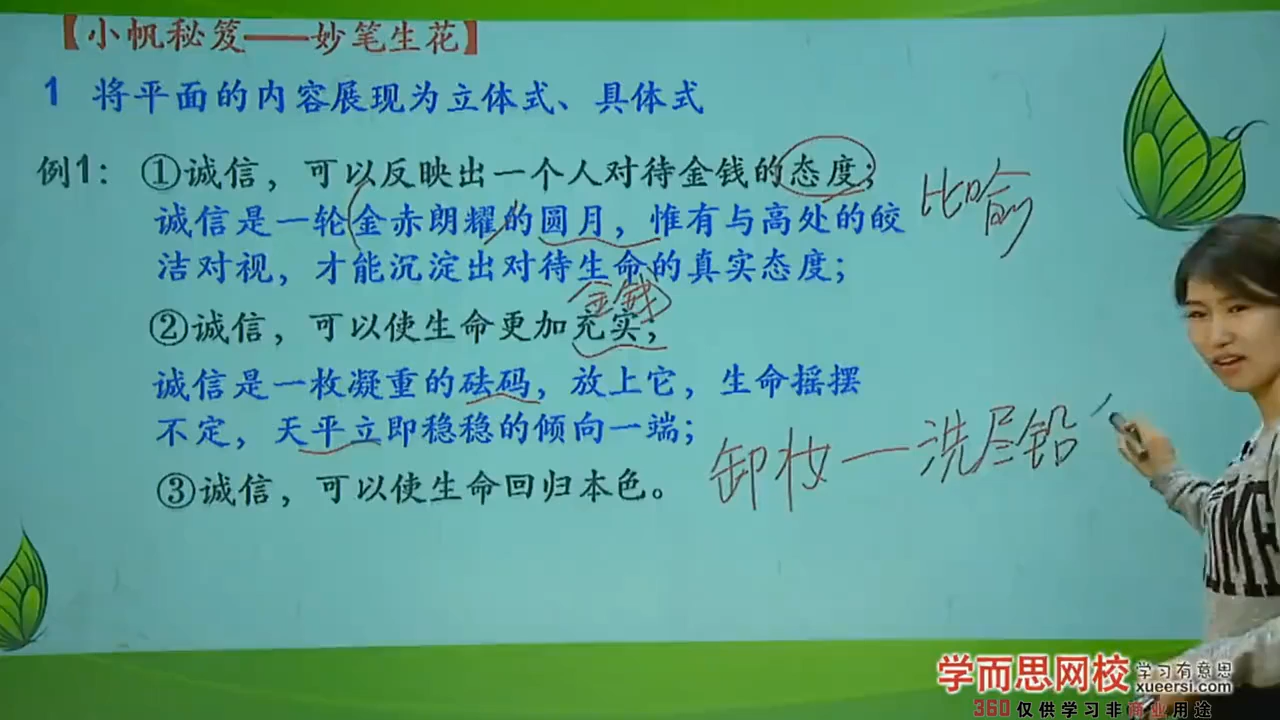 【小帆秘笈——妙笔生花】
1 将平面的内容展现为立体式、具体式
例1：①诚信，可以反映出一个人对待金钱的态度；
诚信是一轮金赤朗耀的圆月，惟有与高处的皎
洁对视，才能沉淀出对待生命的真实态度；
金钱
②诚信，可以使生命更加充实；
诚信是一枚凝重的砝码，放上它，生命摇摆
不定，天平立即稳稳的倾向一端；
③诚信，可以使生命回归本色。
比喻
卸妆—洗尽铅
学而思网校
学习有意思
xueersi.com
360仅供学习非商业用途